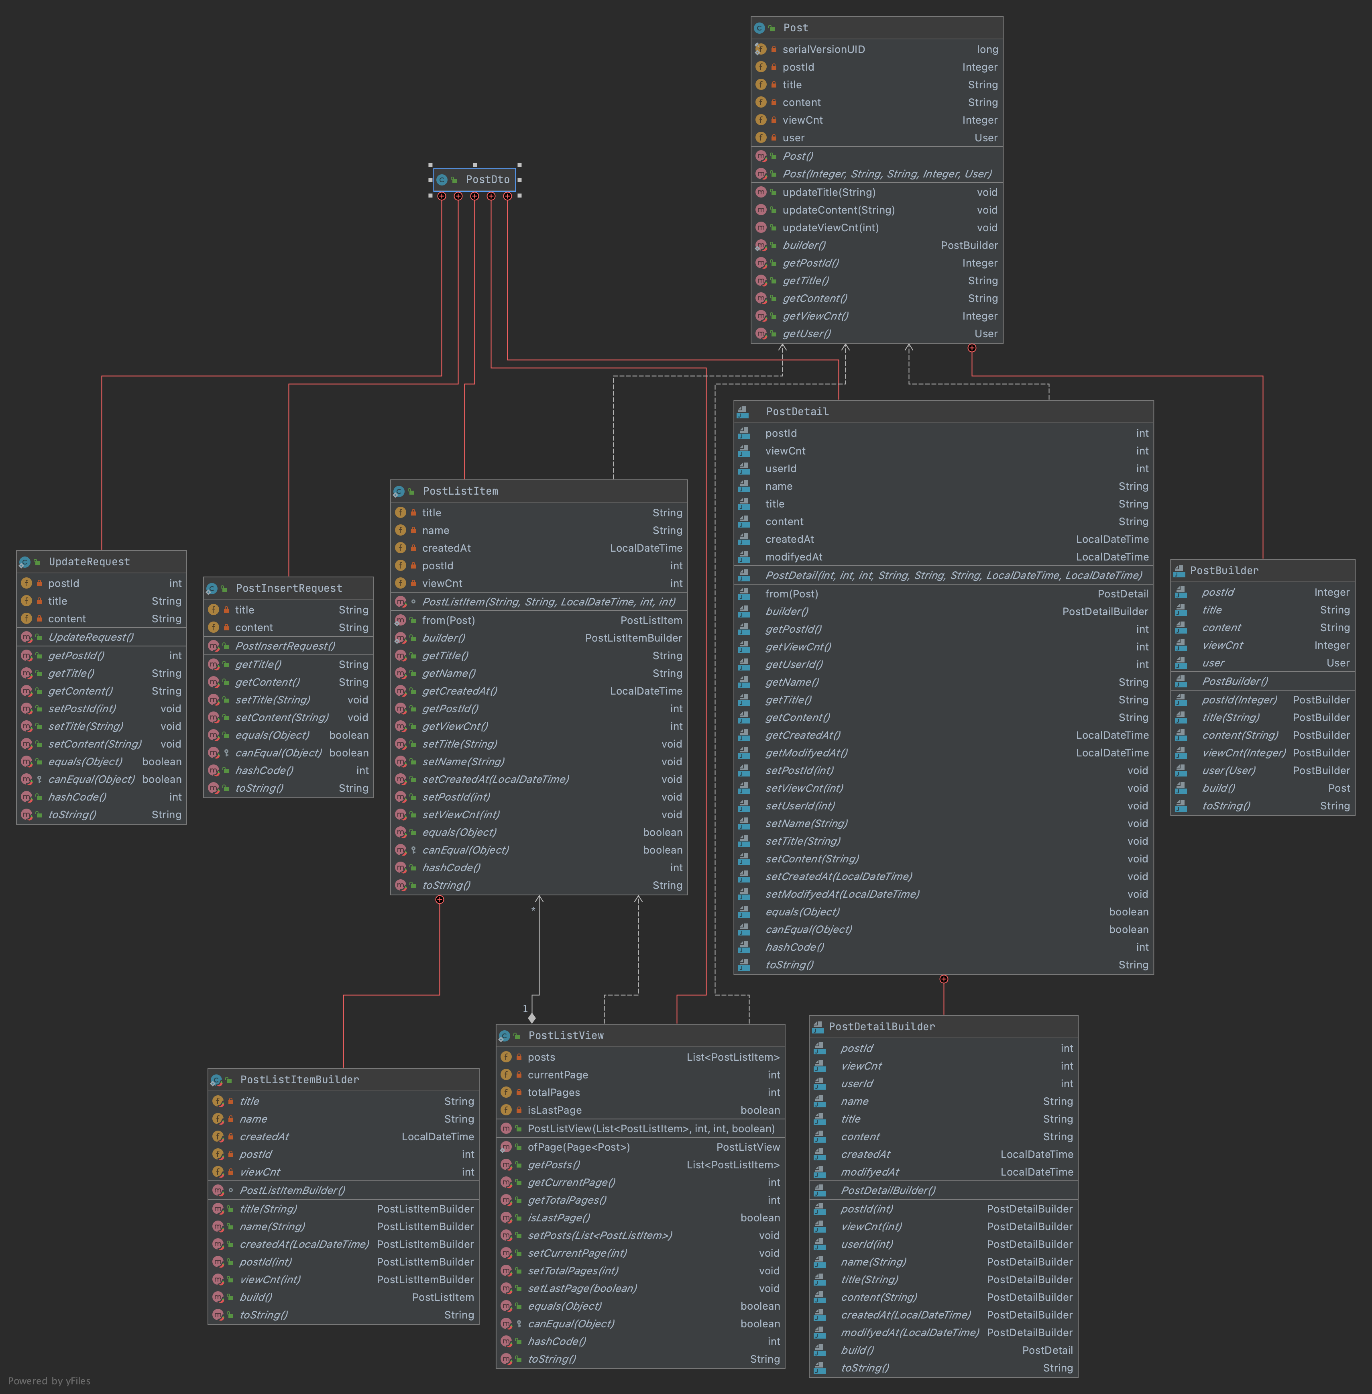 Post
serialVersionUID long
postId Integer
title String
content String
viewCnt Integer
user User
Post()
Post(Integer, String, String, Integer, User)
updateTitle(String) void
updateContent(String) void
updateViewCnt(int) void
builder() PostBuilder
getPostId() Integer
getTitle() String
getContent() String
getViewCnt() Integer
getUser() User
PostDto
PostDetail
postId int
viewCnt int
userId int
name String
title String
content String
createdAt LocalDateTime
modifyedAt LocalDateTime
PostDetail(int, int, int, String, String, String, LocalDateTime, LocalDateTime)
from(Post) PostDetail
builder() PostDetailBuilder
getPostId() int
getViewCnt() int
getUserId() int
getName() String
getTitle() String
getContent() String
getCreatedAt() LocalDateTime
getModifyedAt() LocalDateTime
setPostId(int) void
setViewCnt(int) void
setUserId(int) void
setName(String) void
setTitle(String) void
setContent(String) void
setCreatedAt(LocalDateTime) void
setModifyedAt(LocalDateTime) void
equals(Object) boolean
canEqual(Object) boolean
hashCode() int
toString() String
PostListItem
title String
name String
createdAt LocalDateTime
postId int
viewCnt int
PostListItem(String, String, LocalDateTime, int, int)
from(Post) PostListItem
builder() PostListItemBuilder
getTitle() String
getName() String
getCreatedAt() LocalDateTime
getPostId() int
getViewCnt() int
setTitle(String) void
setName(String) void
setCreatedAt(LocalDateTime) void
setPostId(int) void
setViewCnt(int) void
equals(Object) boolean
canEqual(Object) boolean
hashCode() int
toString() String
UpdateRequest
postId int
title String
content String
UpdateRequest()
getPostId() int
getTitle() String
getContent() String
setPostId(int) void
setTitle(String) void
setContent(String) void
equals(Object) boolean
canEqual(Object) boolean
hashCode() int
toString() String
PostInsertRequest
title String
content String
PostInsertRequest()
getTitle() String
getContent() String
setTitle(String) void
setContent(String) void
equals(Object) boolean
canEqual(Object) boolean
hashCode() int
toString() String
PostBuilder
postId Integer
title String
content String
viewCnt Integer
user User
PostBuilder()
postId(Integer) PostBuilder
title(String) PostBuilder
content(String) PostBuilder
viewCnt(Integer) PostBuilder
user(User) PostBuilder
build() Post
toString() String
*
1
PostListItemBuilder
title String
name String
createdAt LocalDateTime
postId int
viewCnt int
PostListItemBuilder()
title(String) PostListItemBuilder
name(String) PostListItemBuilder
createdAt(LocalDateTime) PostListItemBuilder
postId(int) PostListItemBuilder
viewCnt(int) PostListItemBuilder
build() PostListItem
toString() String
PostListView
posts List<PostListItem>
currentPage int
totalPages int
isLastPage boolean
PostListView(List<PostListItem>, int, int, boolean)
ofPage(Page<Post>) PostListView
getPosts() List<PostListItem>
getCurrentPage() int
getTotalPages() int
isLastPage() boolean
setPosts(List<PostListItem>) void
setCurrentPage(int) void
setTotalPages(int) void
setLastPage(boolean) void
equals(Object) boolean
canEqual(Object) boolean
hashCode() int
toString() String
PostDetailBuilder
postId int
viewCnt int
userId int
name String
title String
content String
createdAt LocalDateTime
modifyedAt LocalDateTime
PostDetailBuilder()
postId(int) PostDetailBuilder
viewCnt(int) PostDetailBuilder
userId(int) PostDetailBuilder
name(String) PostDetailBuilder
title(String) PostDetailBuilder
content(String) PostDetailBuilder
createdAt(LocalDateTime) PostDetailBuilder
modifyedAt(LocalDateTime) PostDetailBuilder
build() PostDetail
toString() String
Powered by yFiles